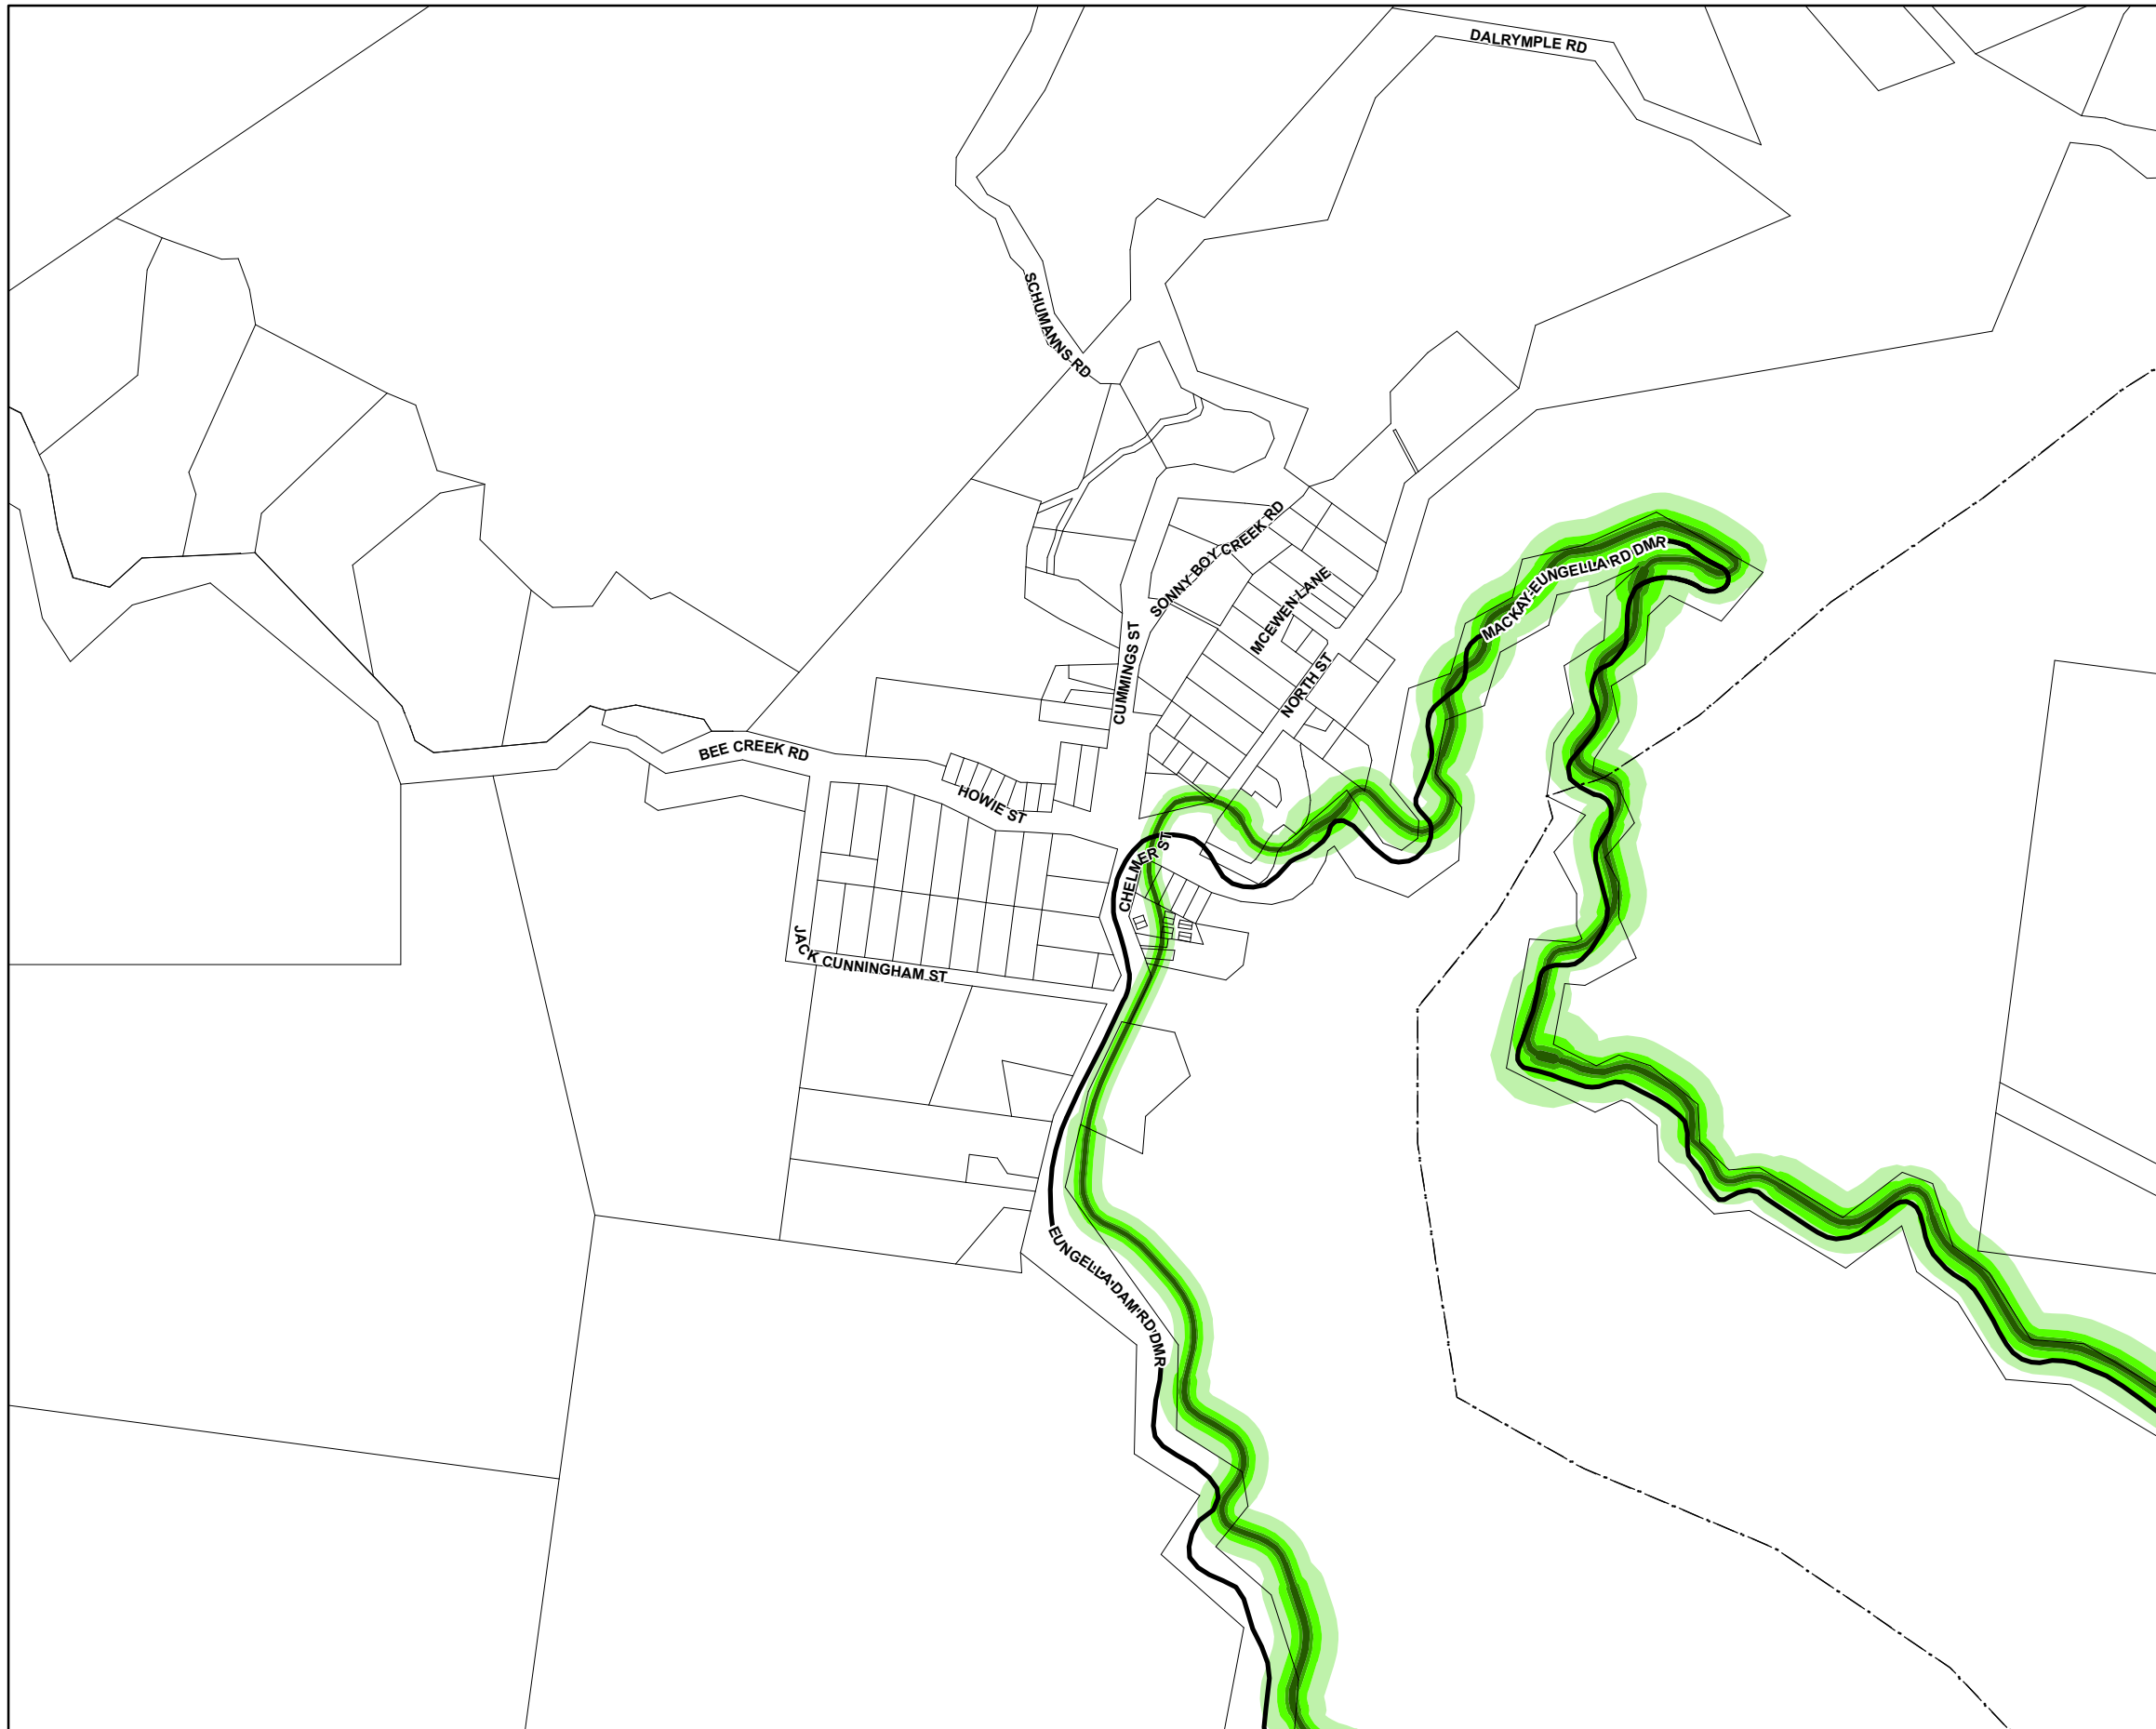 DALRYMPLE RD
SCHUMANNS RD
SONNY BOY CREEK RD
MACKAY-EUNGELLA RD DMR
MCEWEN LANE
CUMMINGS ST
NORTH ST
BEE CREEK RD
HOWIE ST
CHELMER ST
JACK CUNNINGHAM ST
EUNGELLA DAM RD DMR